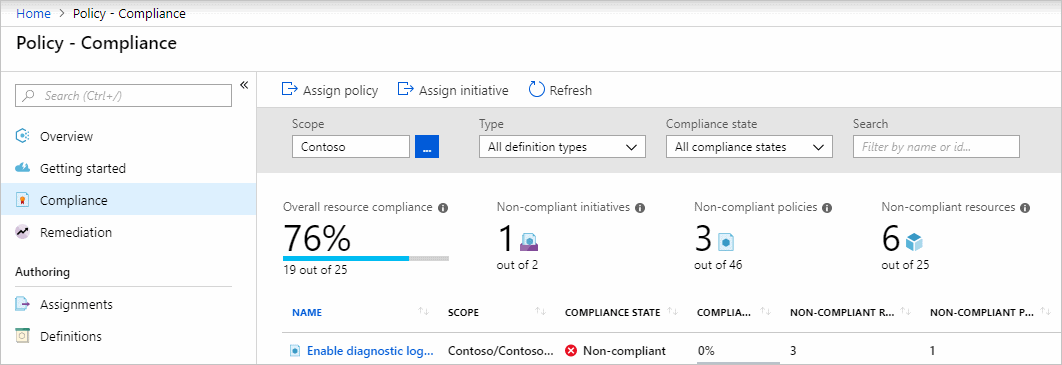 Home > Policy - Compliance
Policy - Compliance
Search (Ctrl+/)
«
Overview
Getting started
Compliance
Remediation
Authoring
Assignments
Definitions
Assign policy Assign initiative Refresh
Scope Type Compliance state Search
Contoso ... All definition types All compliance states Filter by name or id...
Overall resource compliance Non-compliant initiatives Non-compliant policies Non-compliant resources
76% 1 3 6
19 out of 25 out of 2 out of 46 out of 25
NAME SCOPE COMPLIANCE STATE COMPLIA... NON-COMPLIANT R... NON-COMPLIANT P...
Enable diagnostic log... Contoso/Contoso... Non-compliant 0% 3 1